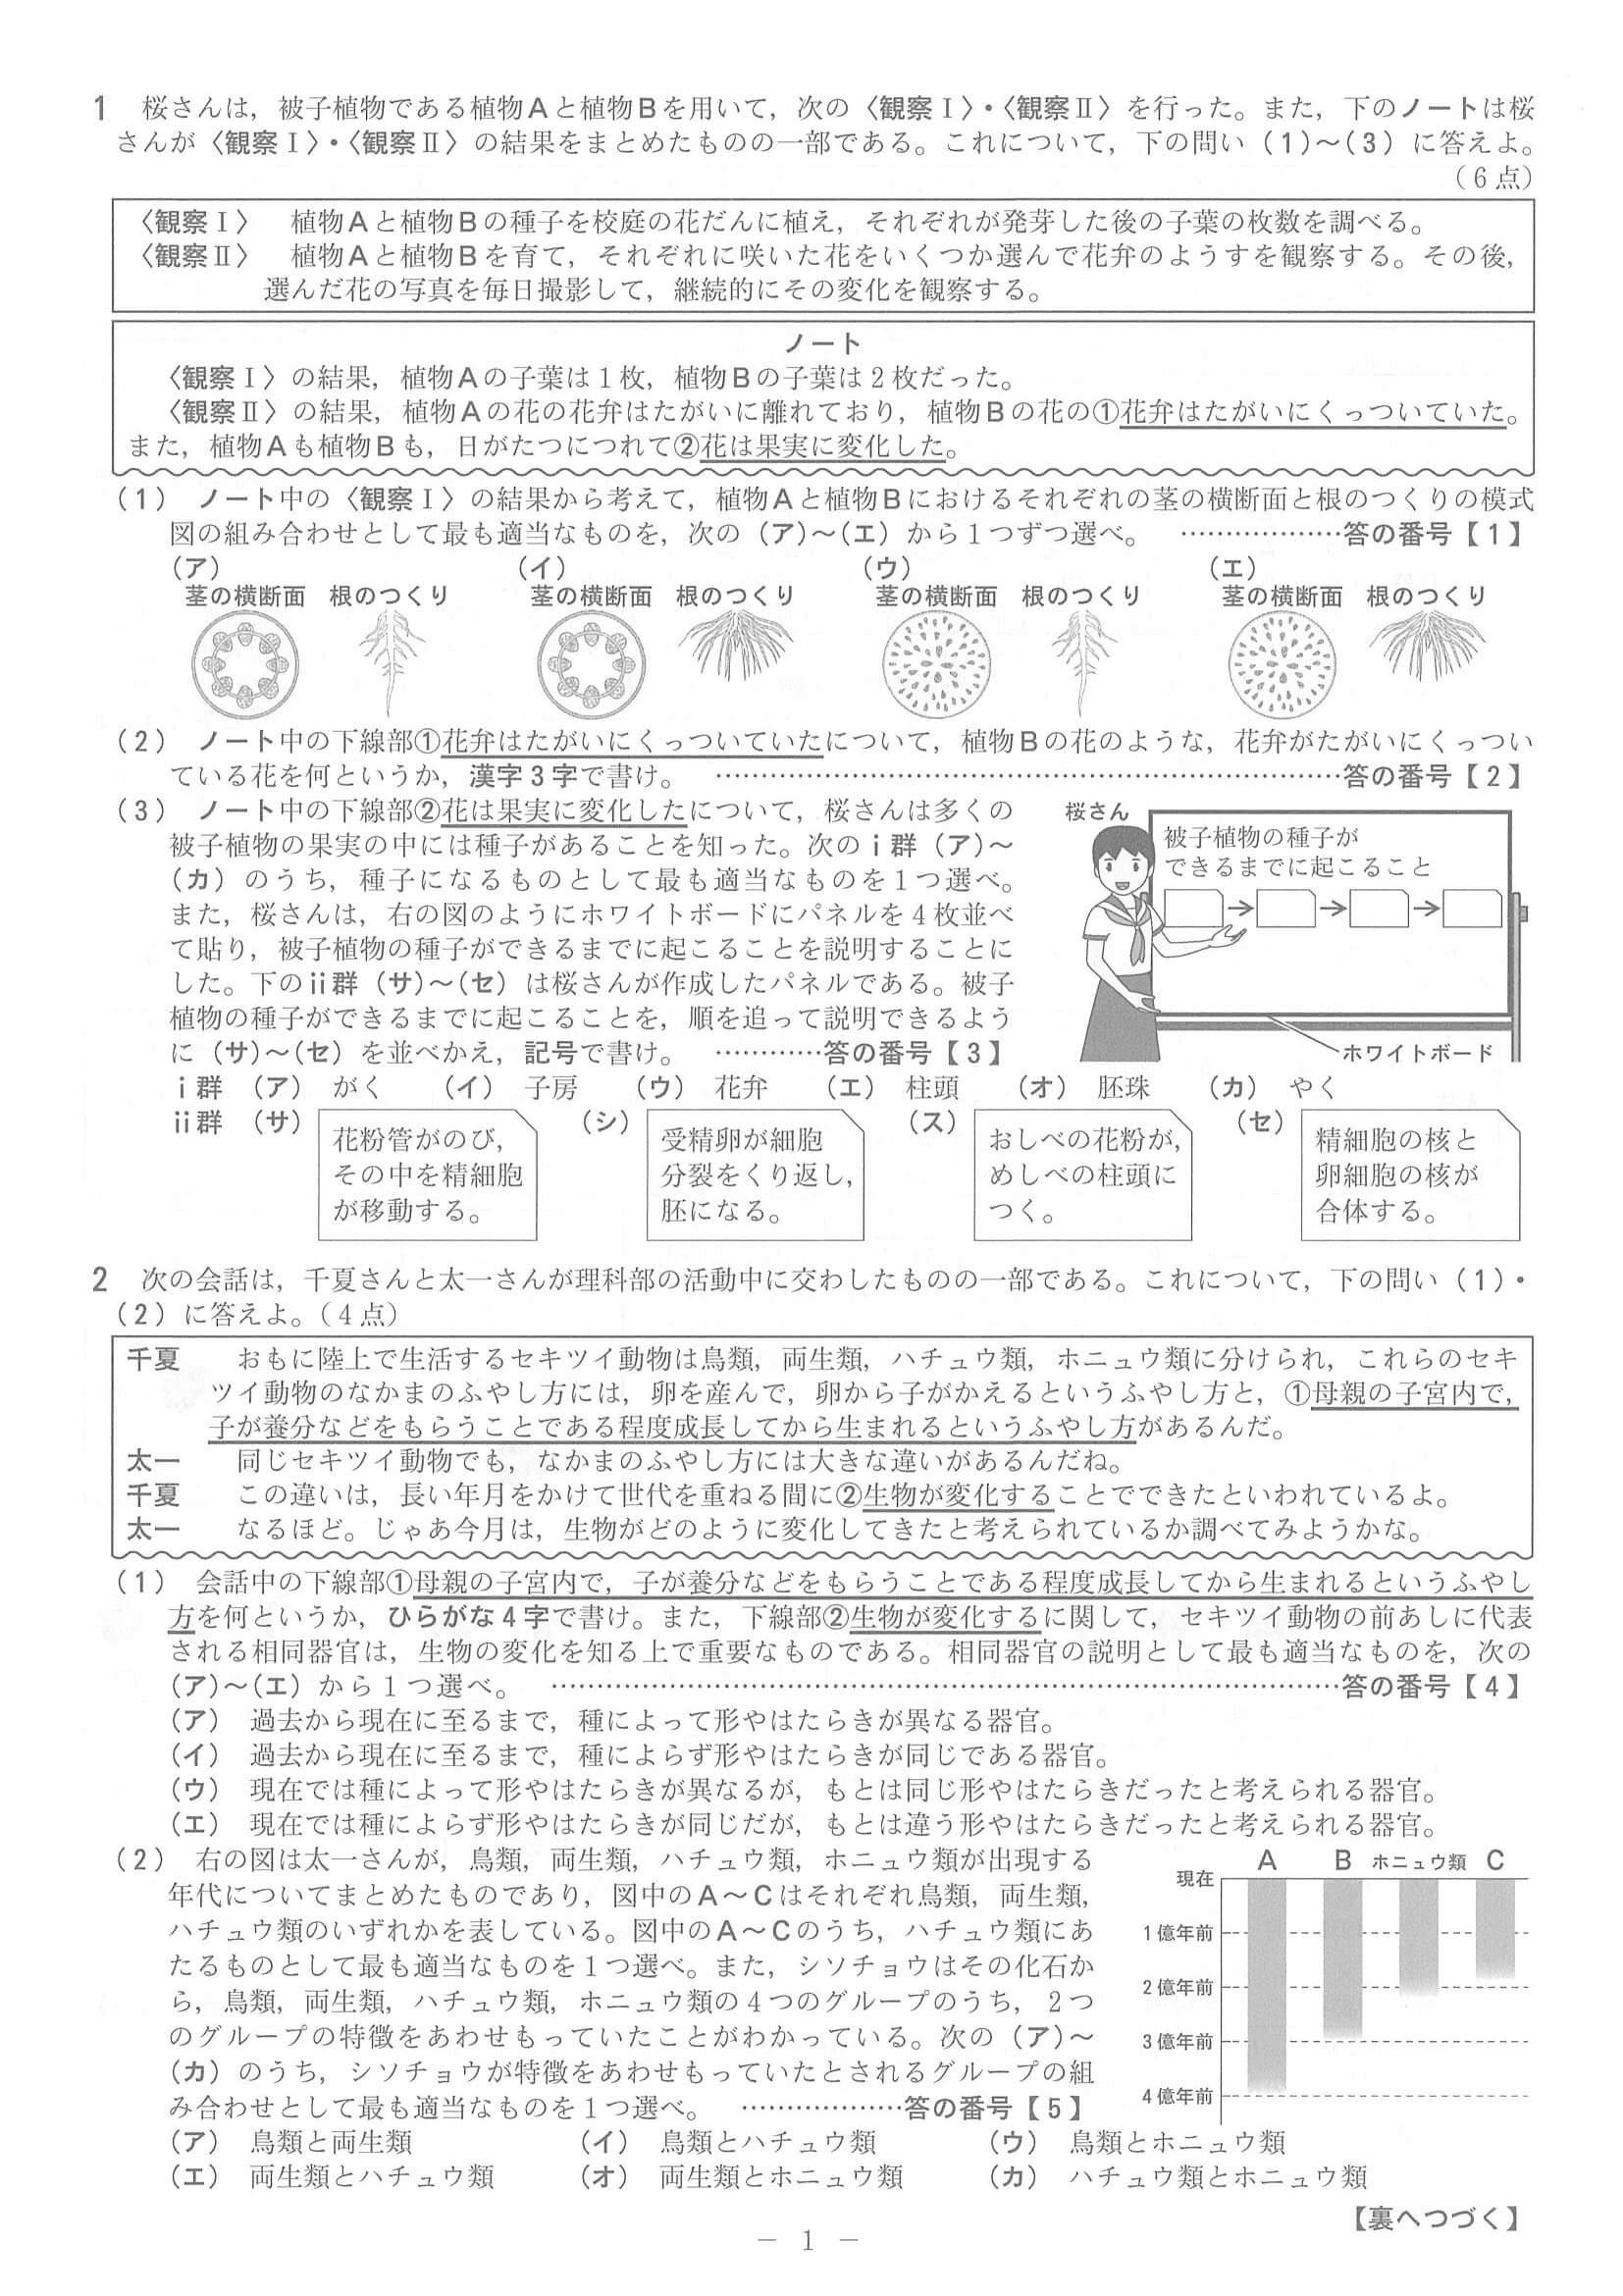 1　桜さんは，被子植物である植物Aと植物Bを用いて，次の〈観察Ⅰ〉・〈観察Ⅱ〉を行った。また，下のノートは桜
さんが〈観察Ⅰ〉・〈観察Ⅱ〉の結果をまとめたものの一部である。これについて，下の問い（1）～（3）に答えよ。
（6点）
〈観察Ⅰ〉　植物Aと植物Bの種子を校庭の花だんに植え，それぞれが発芽した後の子葉の枚数を調べる。
〈観察Ⅱ〉　植物Aと植物Bを育て，それぞれに咲いた花をいくつか選んで花弁のようすを観察する。その後，
選んだ花の写真を毎日撮影して，継続的にその変化を観察する。
ノート
〈観察Ⅰ〉の結果，植物Aの子葉は1枚，植物Bの子葉は2枚だった。
〈観察Ⅱ〉の結果，植物Aの花の花弁はたがいに離れており，植物Bの花の①花弁はたがいにくっついていた。
また，植物Aも植物Bも，日がたつにつれて②花は果実に変化した。
（1）　ノート中の〈観察Ⅰ〉の結果から考えて，植物Aと植物Bにおけるそれぞれの茎の横断面と根のつくりの模式
図の組み合わせとして最も適当なものを，次の（ア）～（エ）から1つずつ選べ。　………………答の番号【1】
（ア）　（イ）　（ウ）　（エ）
茎の横断面　根のつくり　茎の横断面　根のつくり　茎の横断面　根のつくり　茎の横断面　根のつくり
（2）　ノート中の下線部①花弁はたがいにくっついていたについて，植物Bの花のような，花弁がたがいにくっつい
ている花を何というか，漢字3字で書け。　……………………………………………………………答の番号【2】
（3）　ノート中の下線部②花は果実に変化したについて，桜さんは多くの
被子植物の果実の中には種子があることを知った。次のⅰ群（ア）～
（カ）のうち，種子になるものとして最も適当なものを1つ選べ。
また，桜さんは，右の図のようにホワイトボードにパネルを4枚並べ
て貼り，被子植物の種子ができるまでに起こることを説明することに
した。下のⅱ群（サ）～（セ）は桜さんが作成したパネルである。被子
植物の種子ができるまでに起こることを，順を追って説明できるよう
に（サ）～（セ）を並べかえ，記号で書け。　…………答の番号【3】
桜さん
被子植物の種子が
できるまでに起こること
→　→　→
ホワイトボード
ⅰ群　（ア）　がく　（イ）　子房　（ウ）　花弁　（エ）　柱頭　（オ）　胚珠　（カ）　やく
ⅱ群　（サ）　（シ）　（ス）　（セ）
花粉管がのび，
その中を精細胞
が移動する。
受精卵が細胞
分裂をくり返し，
胚になる。
おしべの花粉が，
めしべの柱頭に
つく。
精細胞の核と
卵細胞の核が
合体する。
2　次の会話は，千夏さんと太一さんが理科部の活動中に交わしたものの一部である。これについて，下の問い（1）・
（2）に答えよ。（4点）
千夏　おもに陸上で生活するセキツイ動物は鳥類，両生類，ハチュウ類，ホニュウ類に分けられ，これらのセキ
ツイ動物のなかまのふやし方には，卵を産んで，卵から子がかえるというふやし方と，①母親の子宮内で，
子が養分などをもらうことである程度成長してから生まれるというふやし方があるんだ。
太一　同じセキツイ動物でも，なかまのふやし方には大きな違いがあるんだね。
千夏　この違いは，長い年月をかけて世代を重ねる間に②生物が変化することでできたといわれているよ。
太一　なるほど。じゃあ今月は，生物がどのように変化してきたと考えられているか調べてみようかな。
（1）　会話中の下線部①母親の子宮内で，子が養分などをもらうことである程度成長してから生まれるというふやし
方を何というか，ひらがな4字で書け。また，下線部②生物が変化するに関して，セキツイ動物の前あしに代表
される相同器官は，生物の変化を知る上で重要なものである。相同器官の説明として最も適当なものを，次の
（ア）～（エ）から1つ選べ。　……………………………………………………………………………答の番号【4】
（ア）　過去から現在に至るまで，種によって形やはたらきが異なる器官。
（イ）　過去から現在に至るまで，種によらず形やはたらきが同じである器官。
（ウ）　現在では種によって形やはたらきが異なるが，もとは同じ形やはたらきだったと考えられる器官。
（エ）　現在では種によらず形やはたらきが同じだが，もとは違う形やはたらきだったと考えられる器官。
（2）　右の図は太一さんが，鳥類，両生類，ハチュウ類，ホニュウ類が出現する
年代についてまとめたものであり，図中のA～Cはそれぞれ鳥類，両生類，
ハチュウ類のいずれかを表している。図中のA～Cのうち，ハチュウ類にあ
たるものとして最も適当なものを1つ選べ。また，シソチョウはその化石か
ら，鳥類，両生類，ハチュウ類，ホニュウ類の4つのグループのうち，2つ
のグループの特徴をあわせもっていたことがわかっている。次の（ア）～
（カ）のうち，シソチョウが特徴をあわせもっていたとされるグループの組
み合わせとして最も適当なものを1つ選べ。　………………答の番号【5】
A　B　ホニュウ類　C
現在
1億年前
2億年前
3億年前
4億年前
（ア）　鳥類と両生類　（イ）　鳥類とハチュウ類　（ウ）　鳥類とホニュウ類
（エ）　両生類とハチュウ類　（オ）　両生類とホニュウ類　（カ）　ハチュウ類とホニュウ類
【裏へつづく】
－ 1 －